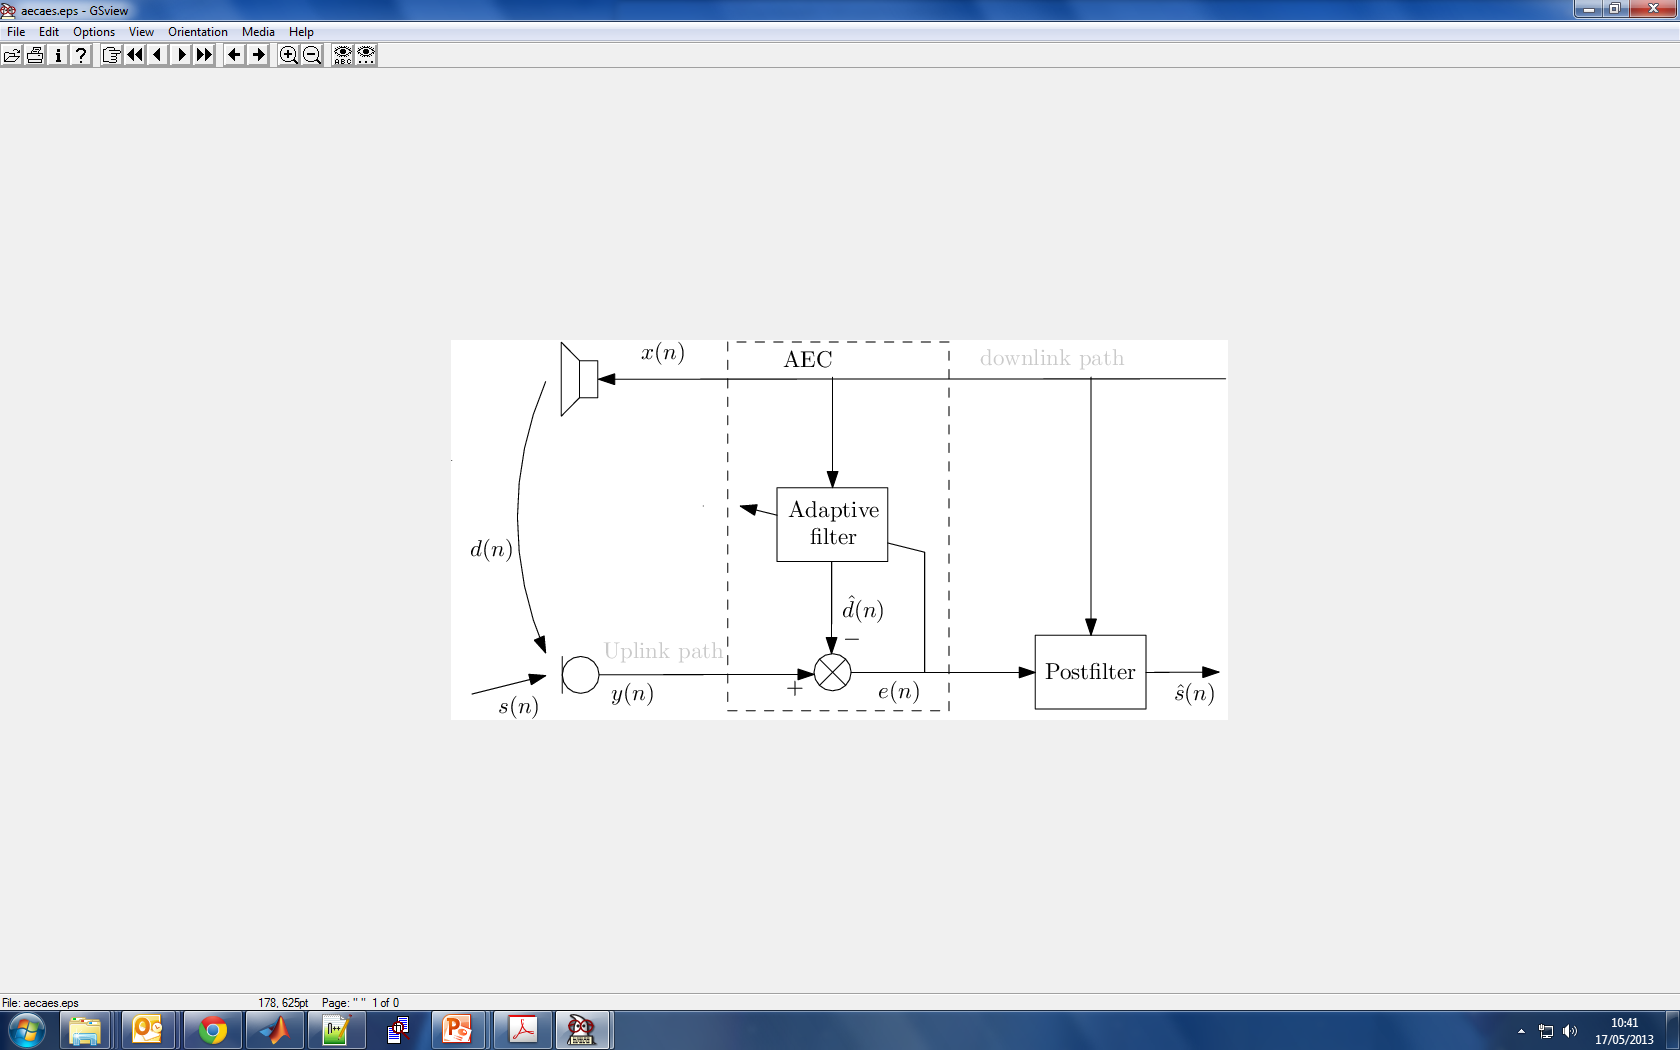 aecaes.eps - GSview
File Edit Options View Orientation Media Help
x(n)
AEC
downlink path
Adaptive
filter
d(n)
d̂(n)
−
Uplink path
+
y(n)
s(n)
e(n)
Postfilter
ŝ(n)
File: aecaes.eps 178, 625pt Page: " " 1 of 0
10:41
17/05/2013